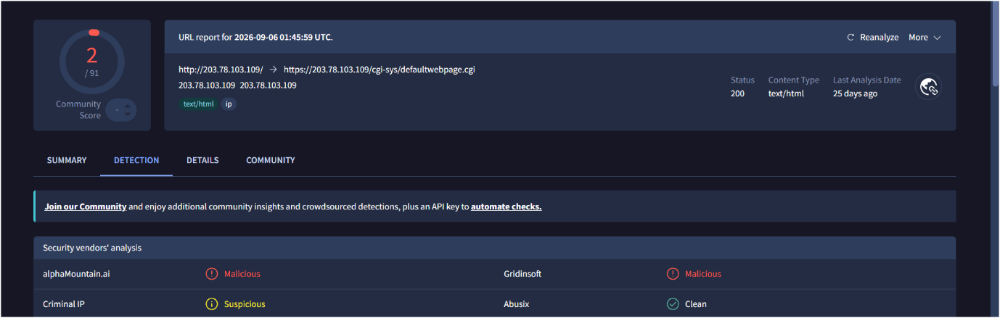 2
/ 91
Community
Score
URL report for 2026-09-06 01:45:59 UTC.
Reanalyze More
http://203.78.103.109/ → https://203.78.103.109/cgi-sys/defaultwebpage.cgi
203.78.103.109 203.78.103.109
text/html ip
Status Content Type Last Analysis Date
200 text/html 25 days ago
SUMMARY DETECTION DETAILS COMMUNITY
Join our Community and enjoy additional community insights and crowdsourced detections, plus an API key to automate checks.
Security vendors' analysis
alphaMountain.ai Malicious Gridinsoft Malicious
Criminal IP Suspicious Abusix Clean